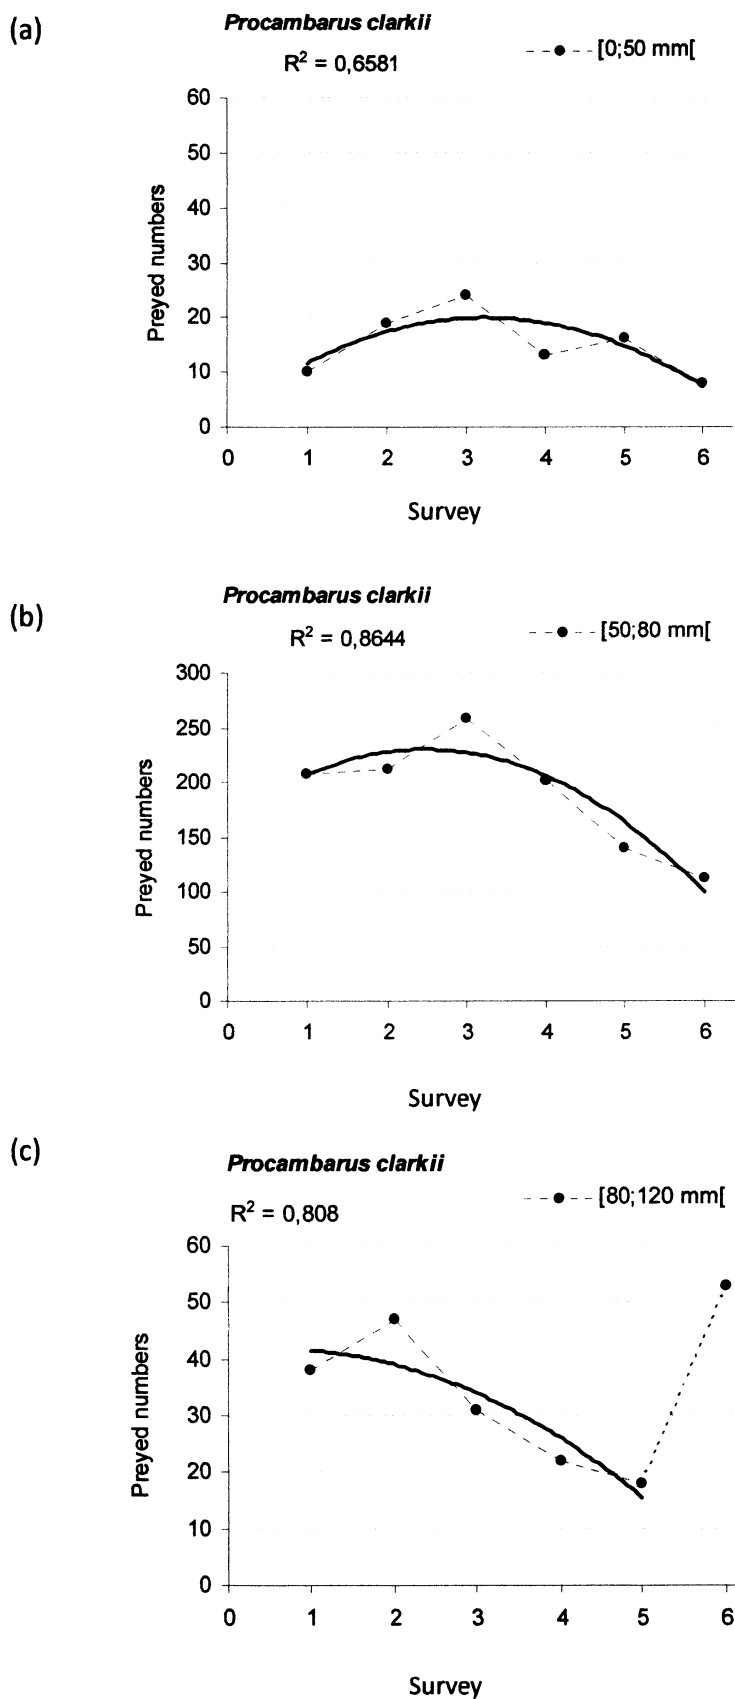 (a)
Procambarus clarkii
R² = 0,6581
[0;50 mm[
Preyed numbers
60
50
40
30
20
10
0
0 1 2 3 4 5 6
Survey
(b)
Procambarus clarkii
R² = 0,8644
[50;80 mm[
Preyed numbers
300
250
200
150
100
50
0
0 1 2 3 4 5 6
Survey
(c)
Procambarus clarkii
R² = 0,808
[80;120 mm[
Preyed numbers
60
50
40
30
20
10
0
0 1 2 3 4 5 6
Survey